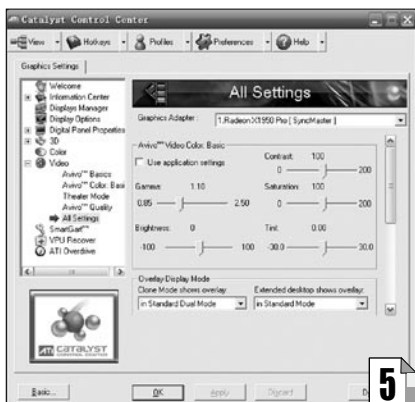 Catalyst Control Center
View Hotkeys Profiles Preferences Help
Graphics Settings
Welcome
Information Center
Displays Manager
Display Options
Digital Panel Properties
3D
Color
Video
Avivo™ Basics
Avivo™ Color: Basi
Theater Mode
Avivo™ Quality
All Settings
SmartGart™
VPU Recover
ATI Overdrive
ATI CATALYST
CONTROL CENTER
All Settings
Graphics Adapter :
1.Radeon X1950 Pro [ SyncMaster ]
Avivo™ Video Color: Basic
Use application settings
Contrast: 100
0 200
Gamma: 1.10
0.85 2.50
Saturation: 100
0 200
Brightness: 0
-100 100
Tint: 0.00
-30.0 30.0
Overlay Display Mode
Clone Mode shows overlay:
in Standard Dual Mode
Extended desktop shows overlay:
in Standard Mode
Basic...
OK
Apply
Discard
5